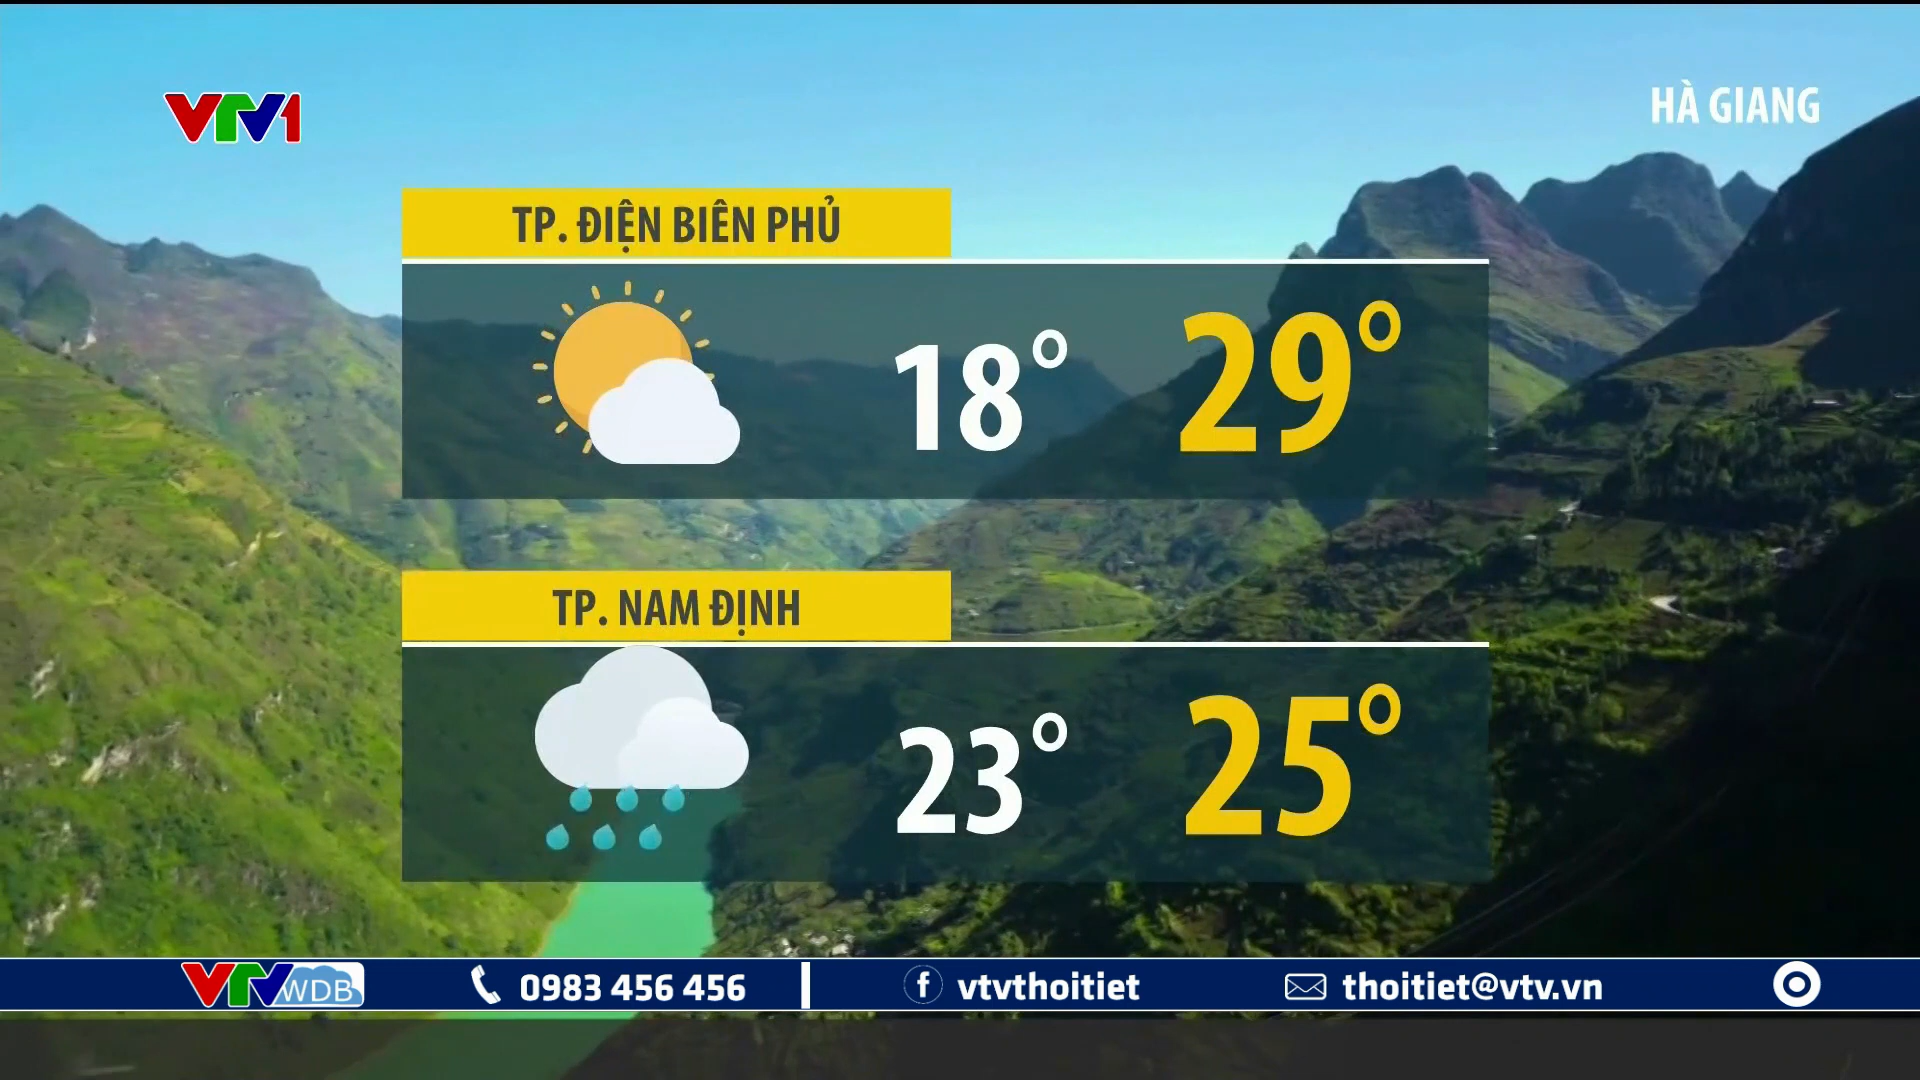 VTV1
HÀ GIANG
TP. ĐIỆN BIÊN PHỦ
18° 29°
TP. NAM ĐỊNH
23° 25°
VTV WDB 0983 456 456 vtvthoitiet thoitiet@vtv.vn